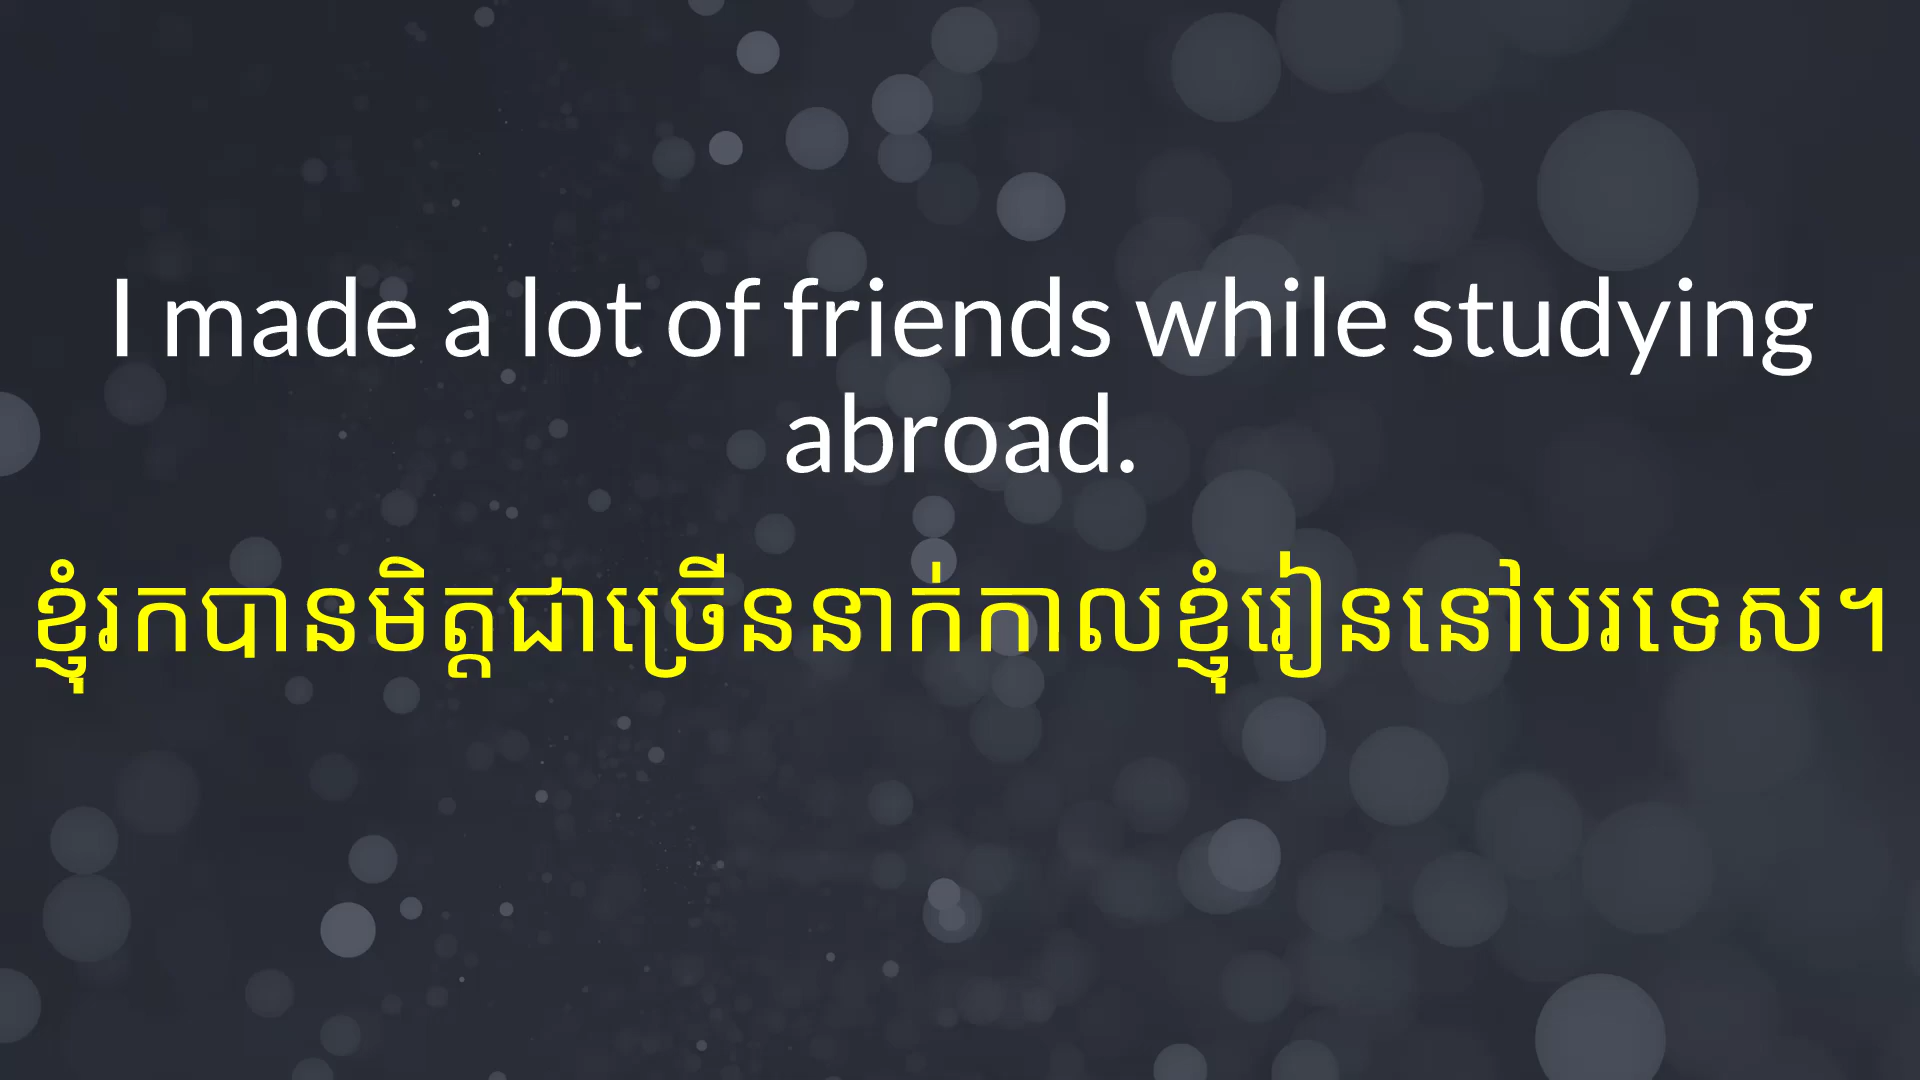 I made a lot of friends while studying
abroad.
ខ្ញុំរកបានមិត្តជាច្រើននាក់កាលខ្ញុំរៀននៅបរទេស។